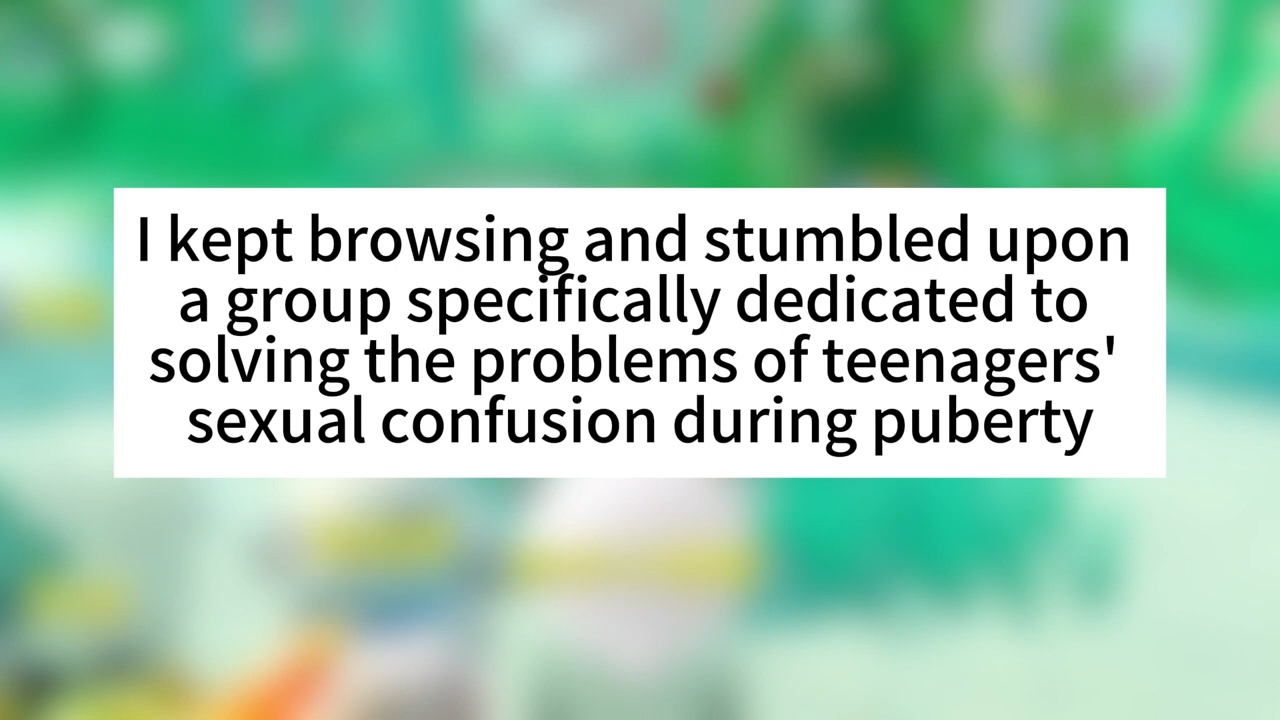 I kept browsing and stumbled upon
a group specifically dedicated to
solving the problems of teenagers'
sexual confusion during puberty